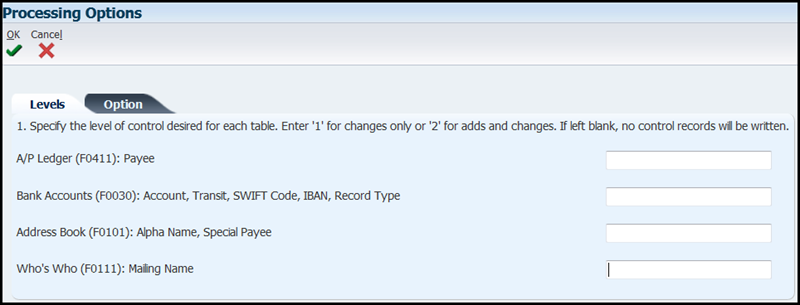 Processing Options
OK Cancel
Levels Option
1. Specify the level of control desired for each table. Enter '1' for changes only or '2' for adds and changes. If left blank, no control records will be written.
A/P Ledger (F0411): Payee
Bank Accounts (F0030): Account, Transit, SWIFT Code, IBAN, Record Type
Address Book (F0101): Alpha Name, Special Payee
Who's Who (F0111): Mailing Name